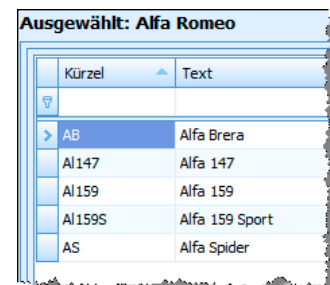 Ausgewählt: Alfa Romeo
Kürzel Text
AB Alfa Brera
Al147 Alfa 147
Al159 Alfa 159
Al159S Alfa 159 Sport
AS Alfa Spider